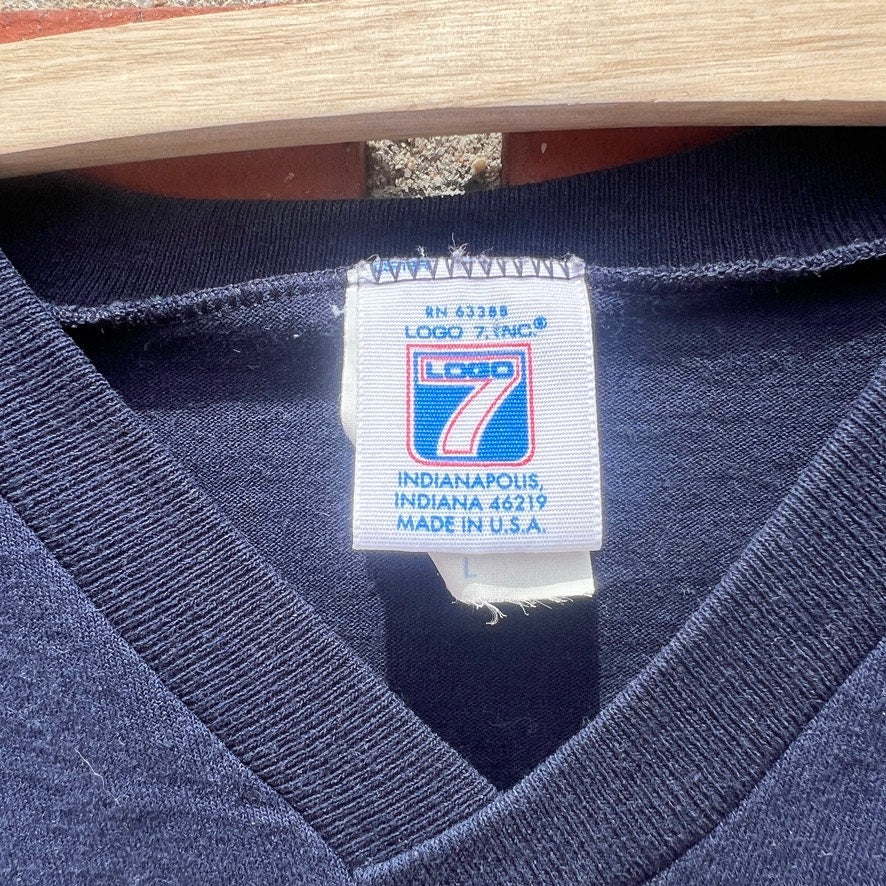 RN 63388
LOGO 7, INC.®
LOGO
7
INDIANAPOLIS,
INDIANA 46219
MADE IN U.S.A.
L